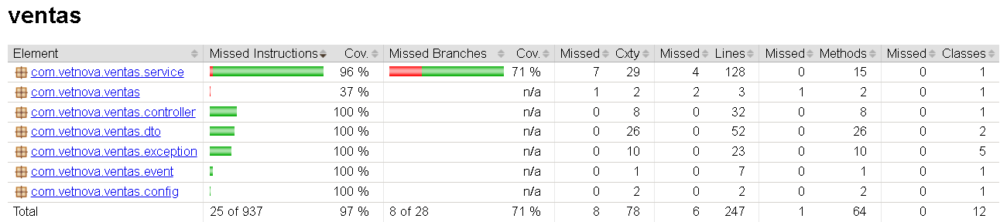 ventas
Element Missed Instructions Cov. Missed Branches Cov. Missed Cxty Missed Lines Missed Methods Missed Classes
com.vetnova.ventas.service 96 % 71 % 7 29 4 128 0 15 0 1
com.vetnova.ventas 37 % n/a 1 2 2 3 1 2 0 1
com.vetnova.ventas.controller 100 % n/a 0 8 0 32 0 8 0 1
com.vetnova.ventas.dto 100 % n/a 0 26 0 52 0 26 0 2
com.vetnova.ventas.exception 100 % n/a 0 10 0 23 0 10 0 5
com.vetnova.ventas.event 100 % n/a 0 1 0 7 0 1 0 1
com.vetnova.ventas.config 100 % n/a 0 2 0 2 0 2 0 1
Total 25 of 937 97 % 8 of 28 71 % 8 78 6 247 1 64 0 12